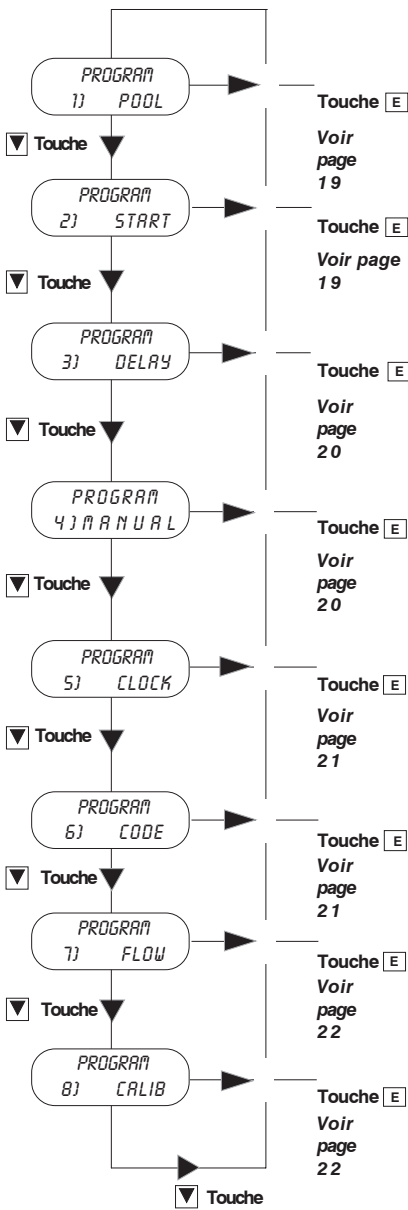 PROGRAM
1) POOL
Touche E
Voir
page
19
▼ Touche
PROGRAM
2) START
Touche E
Voir page
19
▼ Touche
PROGRAM
3) DELAY
Touche E
Voir
page
20
▼ Touche
PROGRAM
4) MANUAL
Touche E
Voir
page
20
▼ Touche
PROGRAM
5) CLOCK
Touche E
Voir
page
21
▼ Touche
PROGRAM
6) CODE
Touche E
Voir
page
21
▼ Touche
PROGRAM
7) FLOW
Touche E
Voir
page
22
▼ Touche
PROGRAM
8) CALIB
Touche E
Voir
page
22
▼ Touche